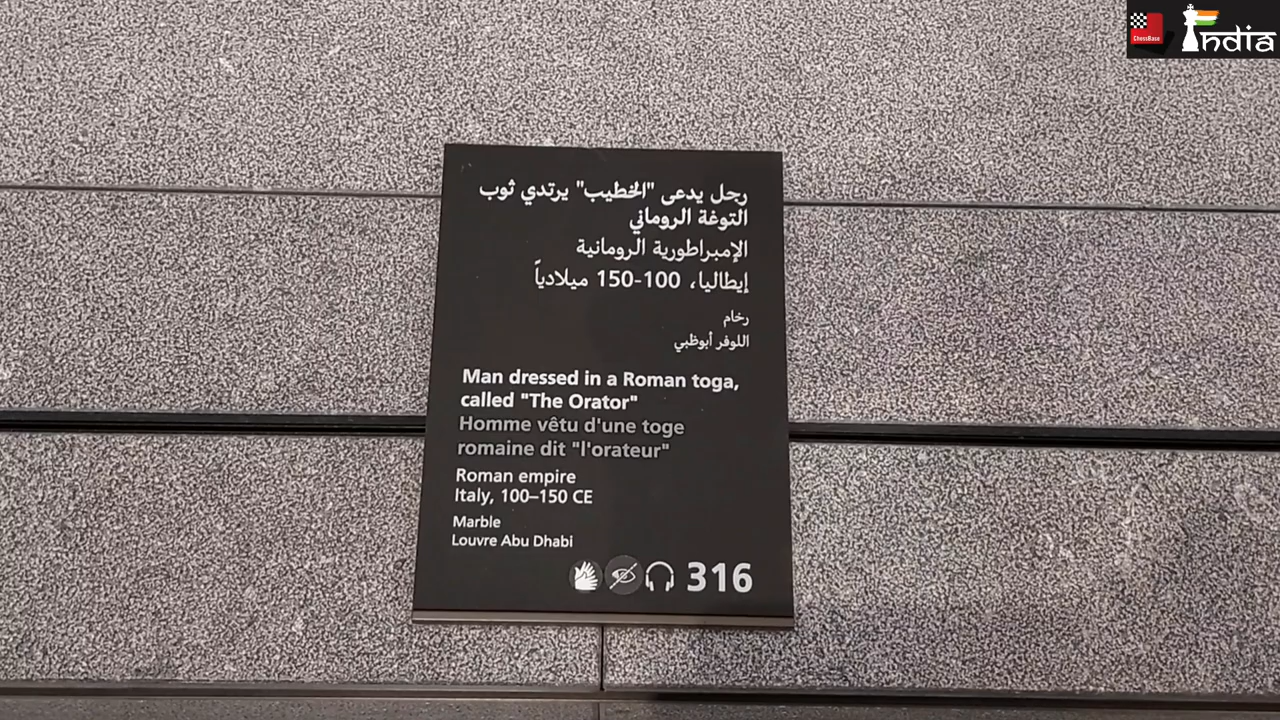 رجل يدعى "الخطيب" يرتدي ثوب
التوغة الروماني
الإمبراطورية الرومانية
إيطاليا، 100-150 ميلادياً
رخام
اللوفر أبوظبي
Man dressed in a Roman toga,
called "The Orator"
Homme vêtu d'une toge
romaine dit "l'orateur"
Roman empire
Italy, 100–150 CE
Marble
Louvre Abu Dhabi
316
ChessBase
India